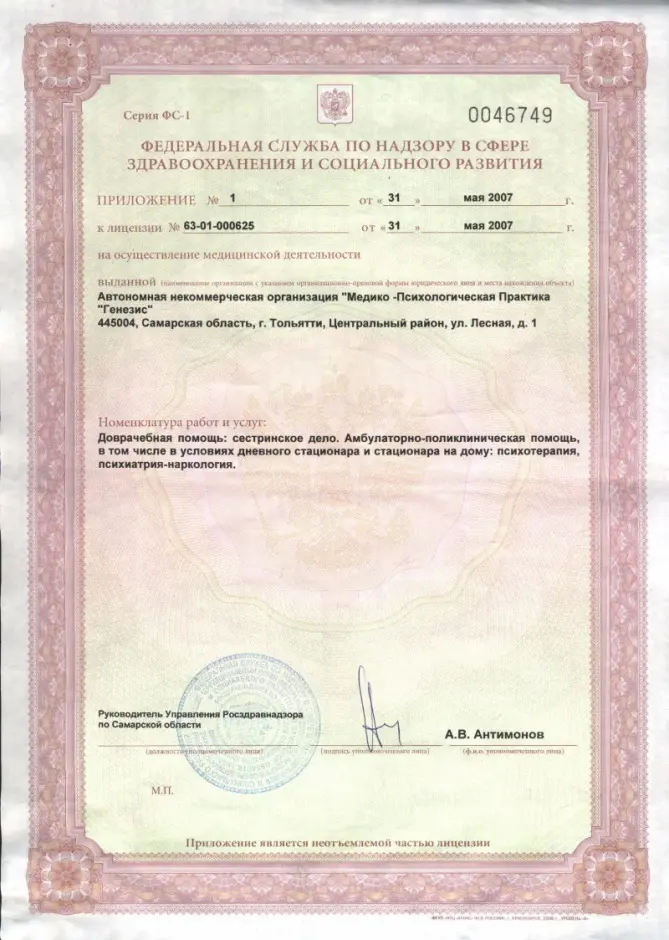 Серия ФС-1
0046749
ФЕДЕРАЛЬНАЯ СЛУЖБА ПО НАДЗОРУ В СФЕРЕ
ЗДРАВООХРАНЕНИЯ И СОЦИАЛЬНОГО РАЗВИТИЯ
ПРИЛОЖЕНИЕ № 1 от « 31 » мая 2007 г.
к лицензии № 63-01-000625 от « 31 » мая 2007 г.
на осуществление медицинской деятельности
выданной (наименование организации с указанием организационно-правовой формы юридического лица и места нахождения объекта)
Автономная некоммерческая организация "Медико -Психологическая Практика
"Генезис"
445004, Самарская область, г. Тольятти, Центральный район, ул. Лесная, д. 1
Номенклатура работ и услуг:
Доврачебная помощь: сестринское дело. Амбулаторно-поликлиническая помощь,
в том числе в условиях дневного стационара и стационара на дому: психотерапия,
психиатрия-наркология.
Руководитель Управления Росздравнадзора
по Самарской области
А.В. Антимонов
(должность уполномоченного лица) (подпись уполномоченного лица) (ф.и.о. уполномоченного лица)
М.П.
Приложение является неотъемлемой частью лицензии